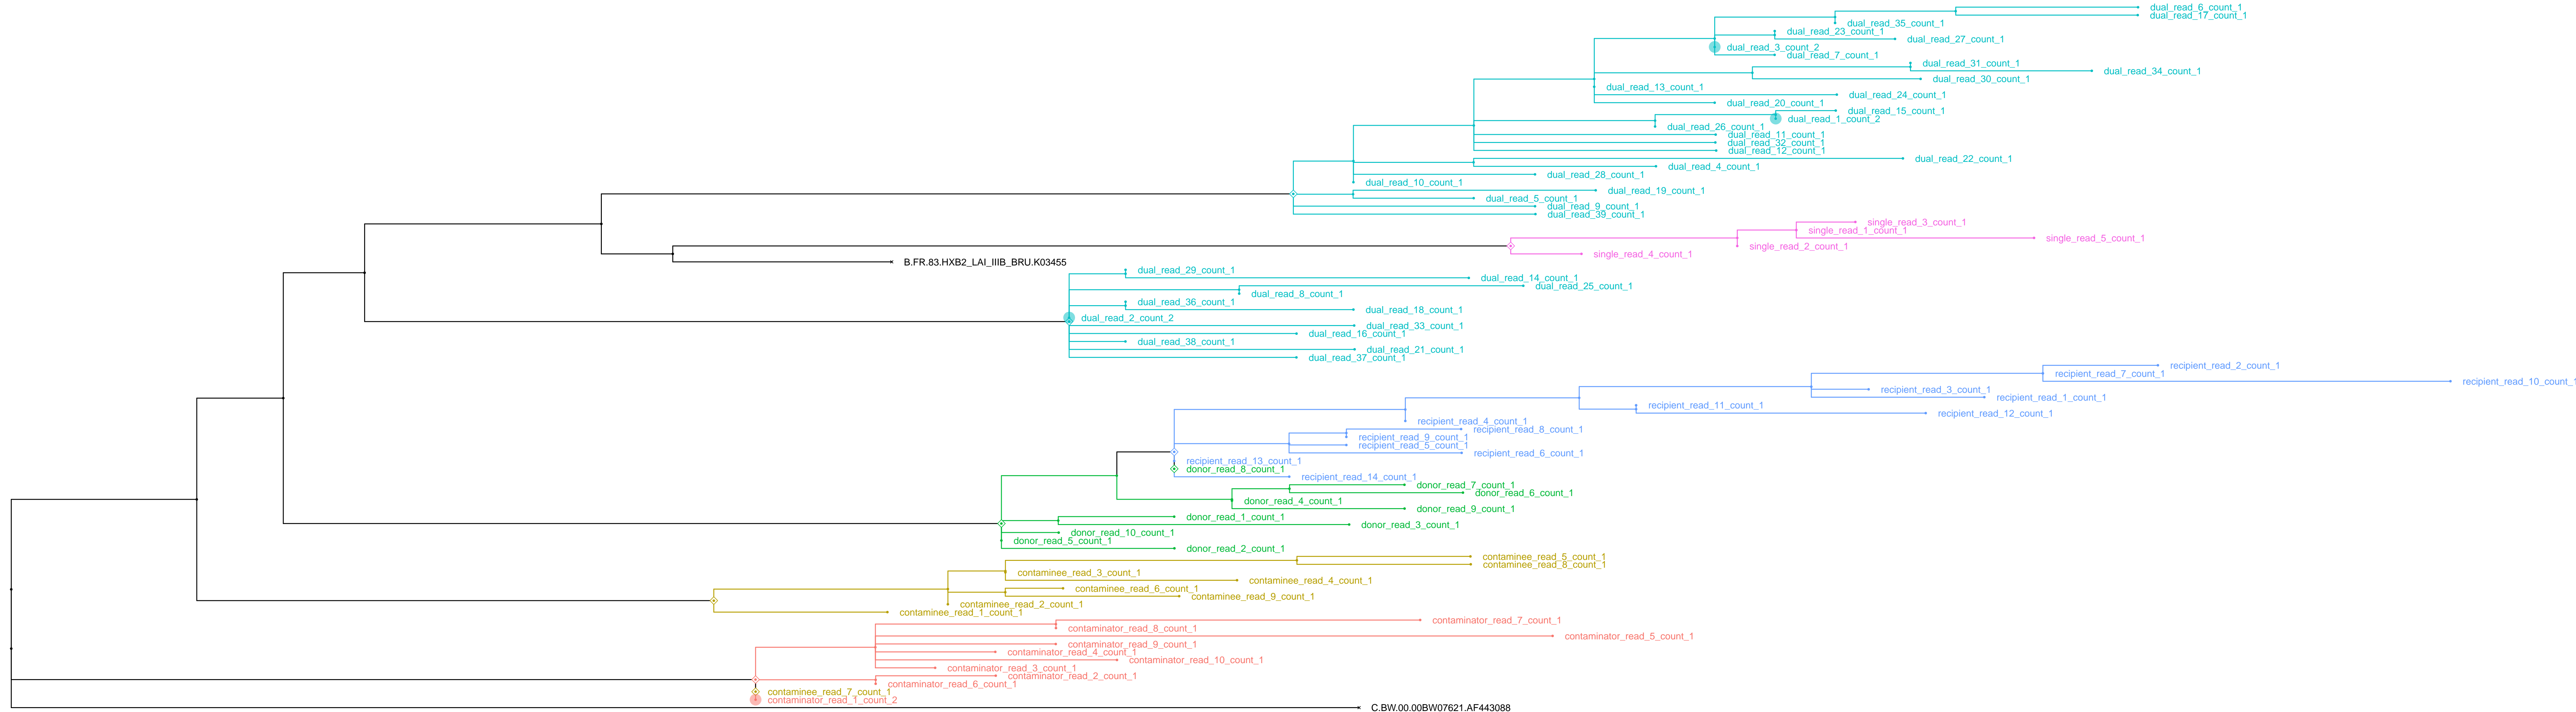 dual_read_6_count_1
dual_read_17_count_1
dual_read_35_count_1
dual_read_23_count_1
dual_read_27_count_1
dual_read_3_count_2
dual_read_7_count_1
dual_read_31_count_1
dual_read_34_count_1
dual_read_30_count_1
dual_read_13_count_1
dual_read_24_count_1
dual_read_20_count_1
dual_read_15_count_1
dual_read_1_count_2
dual_read_26_count_1
dual_read_11_count_1
dual_read_32_count_1
dual_read_12_count_1
dual_read_22_count_1
dual_read_4_count_1
dual_read_28_count_1
dual_read_10_count_1
dual_read_19_count_1
dual_read_5_count_1
dual_read_9_count_1
dual_read_39_count_1
single_read_3_count_1
single_read_1_count_1
single_read_5_count_1
single_read_2_count_1
single_read_4_count_1
B.FR.83.HXB2_LAI_IIIB_BRU.K03455
dual_read_29_count_1
dual_read_14_count_1
dual_read_25_count_1
dual_read_8_count_1
dual_read_36_count_1
dual_read_18_count_1
dual_read_2_count_2
dual_read_33_count_1
dual_read_16_count_1
dual_read_38_count_1
dual_read_21_count_1
dual_read_37_count_1
recipient_read_2_count_1
recipient_read_7_count_1
recipient_read_10_count_1
recipient_read_3_count_1
recipient_read_1_count_1
recipient_read_11_count_1
recipient_read_12_count_1
recipient_read_4_count_1
recipient_read_8_count_1
recipient_read_9_count_1
recipient_read_5_count_1
recipient_read_6_count_1
recipient_read_13_count_1
donor_read_8_count_1
recipient_read_14_count_1
donor_read_7_count_1
donor_read_6_count_1
donor_read_4_count_1
donor_read_9_count_1
donor_read_1_count_1
donor_read_3_count_1
donor_read_10_count_1
donor_read_5_count_1
donor_read_2_count_1
contaminee_read_5_count_1
contaminee_read_8_count_1
contaminee_read_3_count_1
contaminee_read_4_count_1
contaminee_read_6_count_1
contaminee_read_9_count_1
contaminee_read_2_count_1
contaminee_read_1_count_1
contaminator_read_7_count_1
contaminator_read_8_count_1
contaminator_read_5_count_1
contaminator_read_9_count_1
contaminator_read_4_count_1
contaminator_read_10_count_1
contaminator_read_3_count_1
contaminator_read_2_count_1
contaminator_read_6_count_1
contaminee_read_7_count_1
contaminator_read_1_count_2
C.BW.00.00BW07621.AF443088